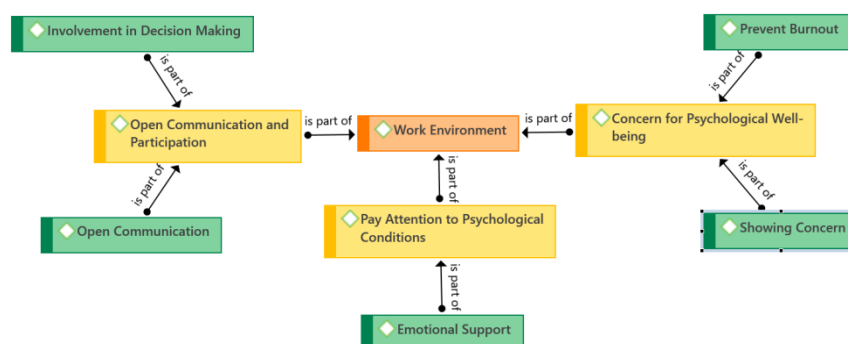 Involvement in Decision Making
Prevent Burnout
is part of
is part of
Open Communication and
Participation
is part of
Work Environment
is part of
Concern for Psychological Well-
being
is part of
is part of
is part of
Open Communication
Pay Attention to Psychological
Conditions
Showing Concern
is part of
Emotional Support